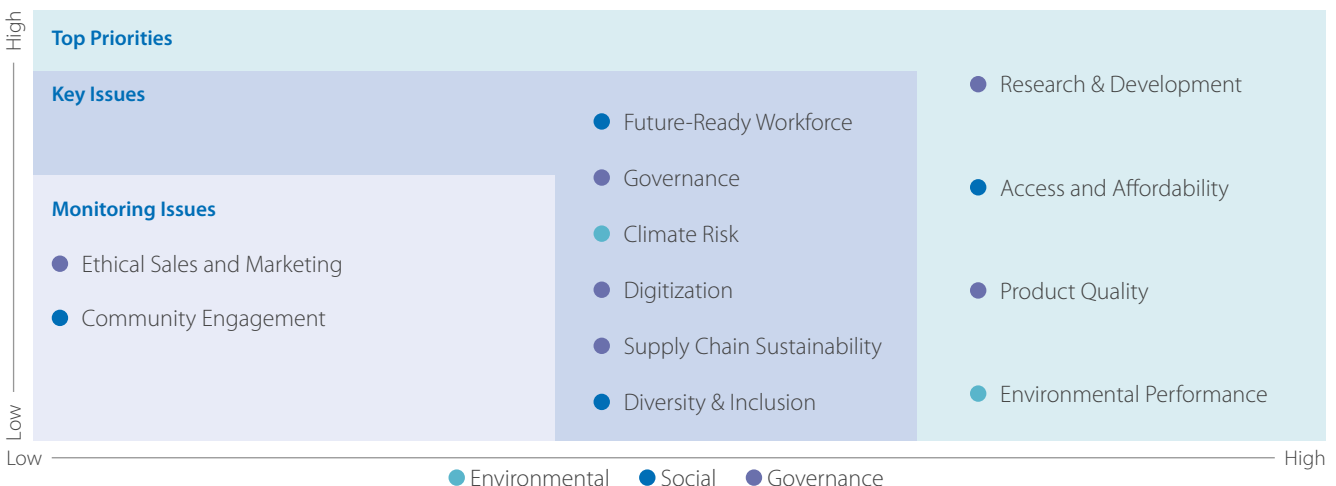 High
Top Priorities
Research & Development
Key Issues
Future-Ready Workforce
Governance
Access and Affordability
Monitoring Issues
Climate Risk
Ethical Sales and Marketing
Digitization
Product Quality
Community Engagement
Supply Chain Sustainability
Diversity & Inclusion
Environmental Performance
Low
Low
High
Environmental Social Governance